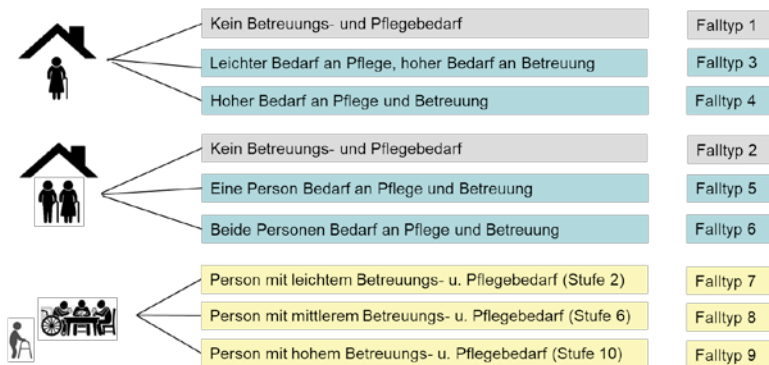 Kein Betreuungs- und Pflegebedarf Falltyp 1
Leichter Bedarf an Pflege, hoher Bedarf an Betreuung Falltyp 3
Hoher Bedarf an Pflege und Betreuung Falltyp 4
Kein Betreuungs- und Pflegebedarf Falltyp 2
Eine Person Bedarf an Pflege und Betreuung Falltyp 5
Beide Personen Bedarf an Pflege und Betreuung Falltyp 6
Person mit leichtem Betreuungs- u. Pflegebedarf (Stufe 2) Falltyp 7
Person mit mittlerem Betreuungs- u. Pflegebedarf (Stufe 6) Falltyp 8
Person mit hohem Betreuungs- u. Pflegebedarf (Stufe 10) Falltyp 9